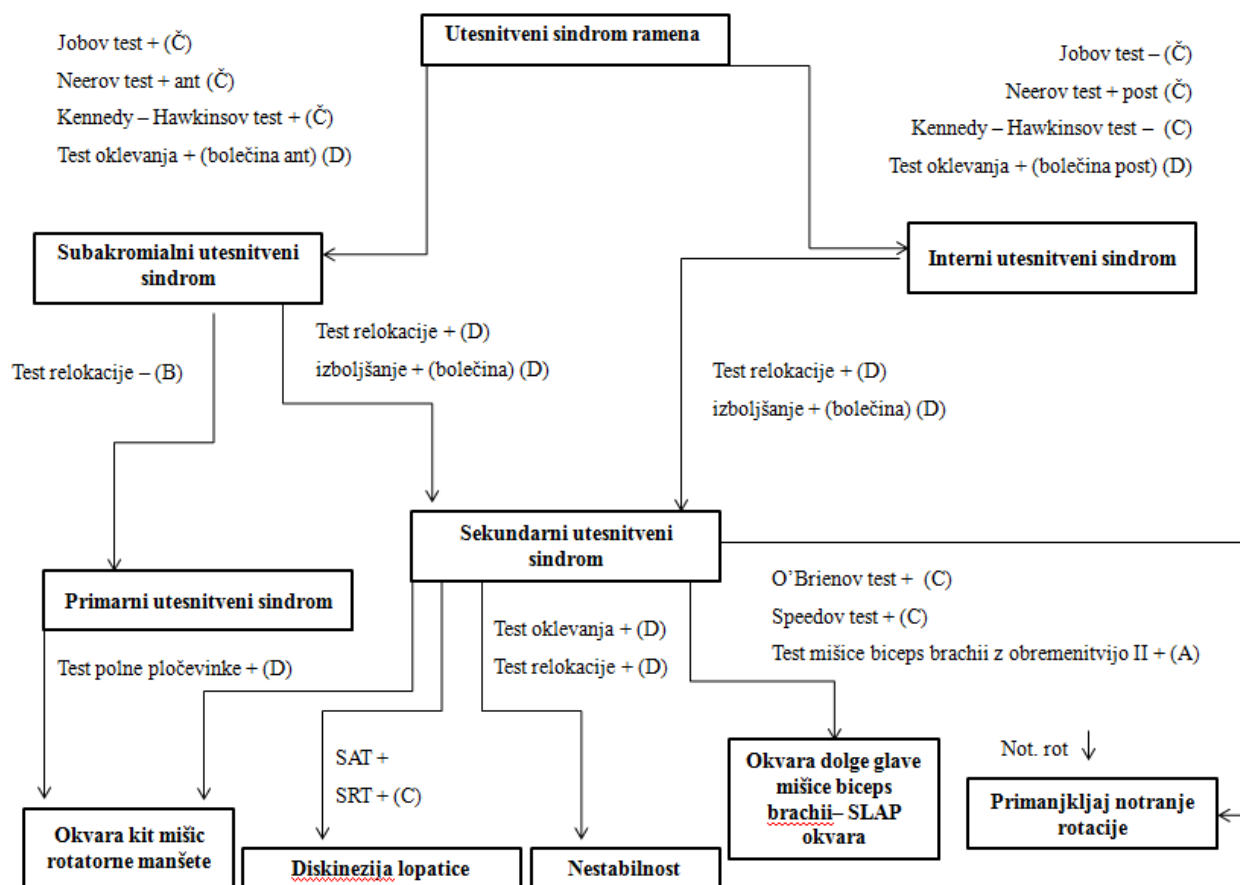 Utesnitveni sindrom ramena
Jobov test + (Č)
Neerov test + ant (Č)
Kennedy – Hawkinsov test + (Č)
Test oklevanja + (bolečina ant) (D)
Jobov test – (Č)
Neerov test + post (Č)
Kennedy – Hawkinsov test – (C)
Test oklevanja + (bolečina post) (D)
Subakromialni utesnitveni
sindrom
Interni utesnitveni sindrom
Test relokacije – (B)
Test relokacije + (D)
izboljšanje + (bolečina) (D)
Test relokacije + (D)
izboljšanje + (bolečina) (D)
Sekundarni utesnitveni
sindrom
Primarni utesnitveni sindrom
Test polne pločevinke + (D)
Test oklevanja + (D)
Test relokacije + (D)
O’Brienov test + (C)
Speedov test + (C)
Test mišice biceps brachii z obremenitvijo II + (A)
SAT +
SRT + (C)
Not. rot
Okvara kit mišic
rotatorne manšete
Diskinezija lopatice
Nestabilnost
Okvara dolge glave
mišice biceps
brachii– SLAP
okvara
Primanjkljaj notranje
rotacije